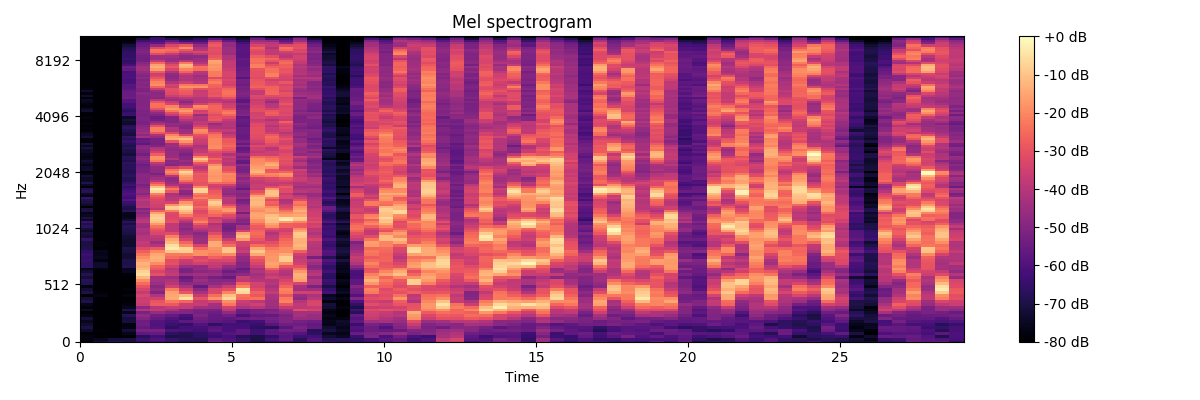 Mel spectrogram
Hz
8192
4096
2048
1024
512
0
0 5 10 15 20 25
Time
+0 dB
-10 dB
-20 dB
-30 dB
-40 dB
-50 dB
-60 dB
-70 dB
-80 dB